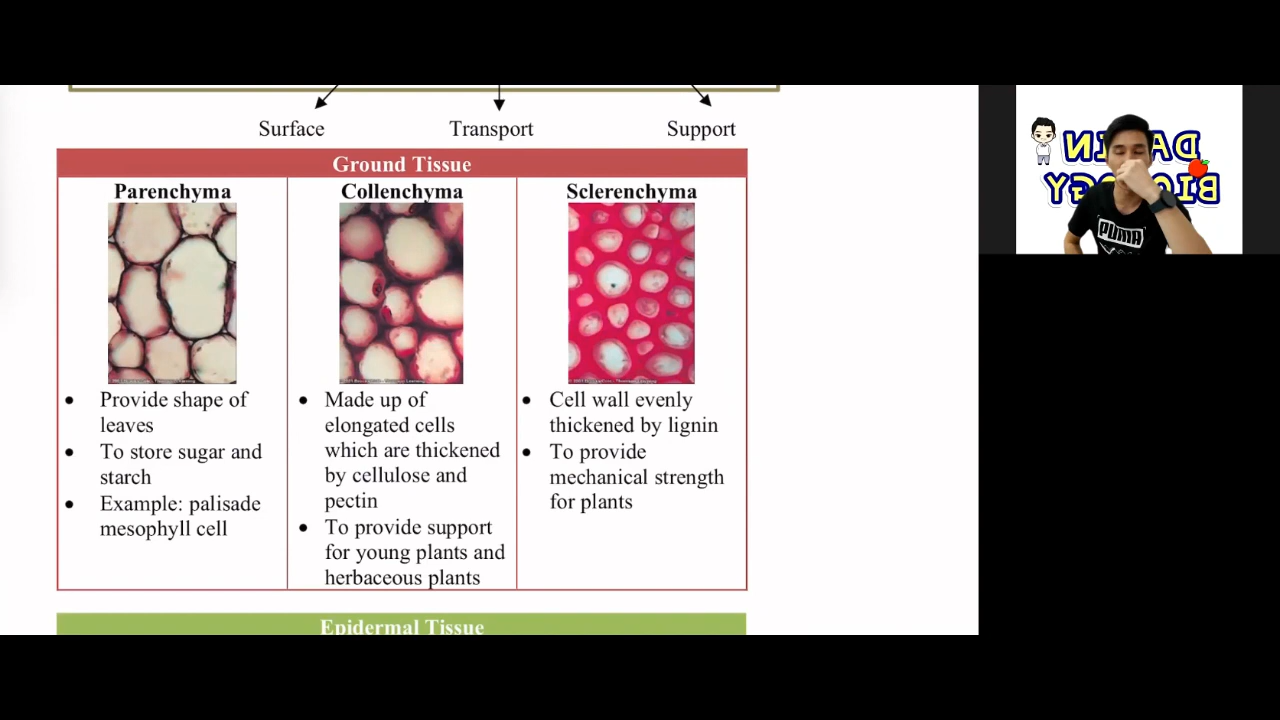 Surface Transport Support
Ground Tissue
Parenchyma Collenchyma Sclerenchyma
• Provide shape of
leaves
• To store sugar and
starch
• Example: palisade
mesophyll cell
• Made up of
elongated cells
which are thickened
by cellulose and
pectin
• To provide support
for young plants and
herbaceous plants
• Cell wall evenly
thickened by lignin
• To provide
mechanical strength
for plants
Epidermal Tissue
PUMA